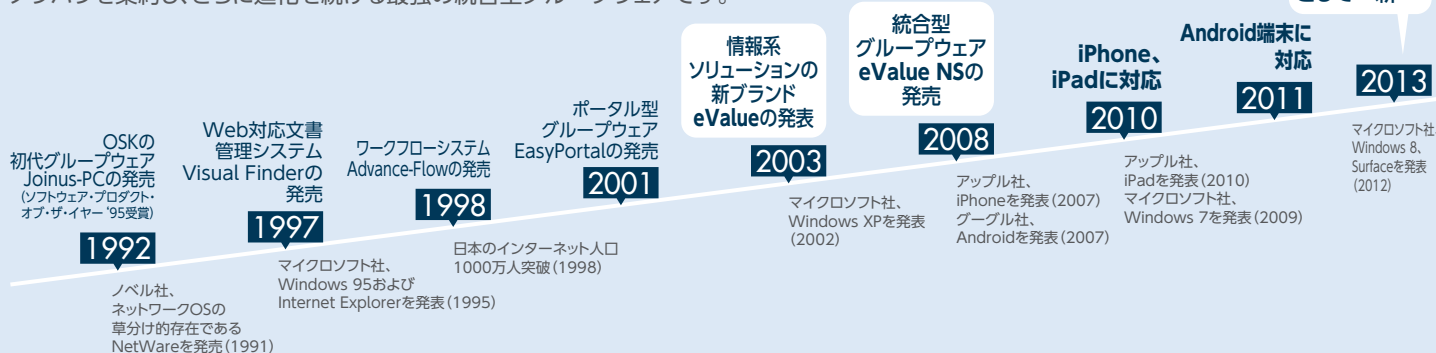 OSKの
初代グループウェア
Joinus-PCの発売
(ソフトウェア・プロダクト・
オブ・ザ・イヤー ‘95受賞)
1992
ノベル社、
ネットワークOSの
草分け的存在である
NetWareを発売(1991)
Web対応文書
管理システム
Visual Finderの
発売
1997
マイクロソフト社、
Windows 95および
Internet Explorerを発表(1995)
ワークフローシステム
Advance-Flowの発売
1998
日本のインターネット人口
1000万人突破(1998)
ポータル型
グループウェア
EasyPortalの発売
2001
情報系
ソリューションの
新ブランド
eValueの発表
2003
マイクロソフト社、
Windows XPを発表
(2002)
統合型
グループウェア
eValue NSの
発売
2008
アップル社、
iPhoneを発表(2007)
グーグル社、
Androidを発表(2007)
iPhone、
iPadに対応
2010
アップル社、
iPadを発表(2010)
マイクロソフト社、
Windows 7を発表(2009)
Android端末に
対応
2011
2013
マイクロソフト社、
Windows 8、
Surfaceを発表
(2012)